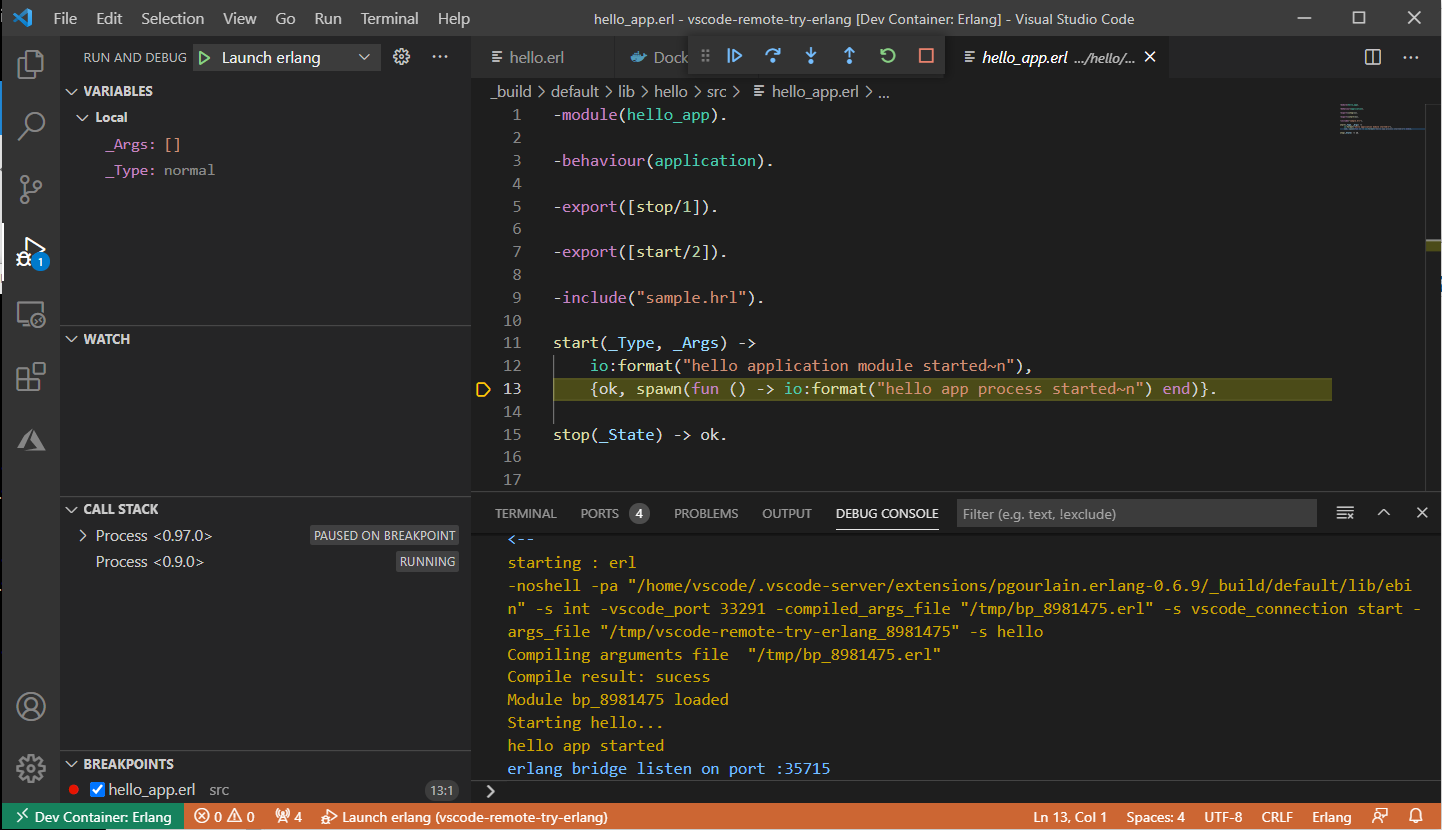 File Edit Selection View Go Run Terminal Help hello_app.erl - vscode-remote-try-erlang [Dev Container: Erlang] - Visual Studio Code
RUN AND DEBUG Launch erlang ...
hello.erl Dock hello_app.erl .../hello/... ...
VARIABLES
Local
_Args: []
_Type: normal
WATCH
CALL STACK
Process <0.97.0> PAUSED ON BREAKPOINT
Process <0.9.0> RUNNING
BREAKPOINTS
hello_app.erl src 13:1
1
_build > default > lib > hello > src > hello_app.erl > ...
1 -module(hello_app).
2
3 -behaviour(application).
4
5 -export([stop/1]).
6
7 -export([start/2]).
8
9 -include("sample.hrl").
10
11 start(_Type, _Args) ->
12 io:format("hello application module started~n"),
13 {ok, spawn(fun () -> io:format("hello app process started~n") end)}.
14
15 stop(_State) -> ok.
16
17
TERMINAL PORTS 4 PROBLEMS OUTPUT DEBUG CONSOLE Filter (e.g. text, !exclude)
<--
starting : erl
-noshell -pa "/home/vscode/.vscode-server/extensions/pgourlain.erlang-0.6.9/_build/default/lib/ebi
n" -s int -vscode_port 33291 -compiled_args_file "/tmp/bp_8981475.erl" -s vscode_connection start -
args_file "/tmp/vscode-remote-try-erlang_8981475" -s hello
Compiling arguments file "/tmp/bp_8981475.erl"
Compile result: sucess
Module bp_8981475 loaded
Starting hello...
hello app started
erlang bridge listen on port :35715
>
Dev Container: Erlang 0 0 4 Launch erlang (vscode-remote-try-erlang) Ln 13, Col 1 Spaces: 4 UTF-8 CRLF Erlang